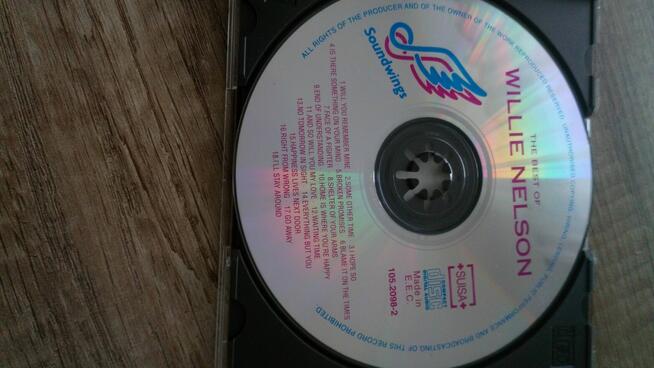 THE BEST OF
WILLIE NELSON
Soundwings
ALL RIGHTS OF THE PRODUCER AND OF THE OWNER OF THE WORK REPRODUCED RESERVED. UNAUTHORIZED COPYING, PUBLIC PERFORMANCE AND BROADCASTING OF THIS RECORD PROHIBITED.
1.WILL YOU REMEMBER MINE 2.SOME OTHER TIME 3.I HOPE SO
4.IS THERE SOMETHING ON YOUR MIND 5.BROKEN PROMISES 6.BLAME IT ON THE TIMES
7.FACE OF A FIGHTER 8.SHELTER OF YOUR ARMS
9.END OF UNDERSTANDING 10.HOME IS WHERE YOU'RE HAPPY
11.AND SO WILL YOU MY LOVE 12.WAITING TIME
13.NO TOMORROW IN SIGHT 14.EVERYTHING BUT YOU
15.HAPPINESS LIVES NEXT DOOR
16.RIGHT FROM WRONG 17.GO AWAY
18.I'LL STAY AROUND
SUISA
COMPACT
disc
DIGITAL AUDIO
Made in
E.E.C.
105.2098-2